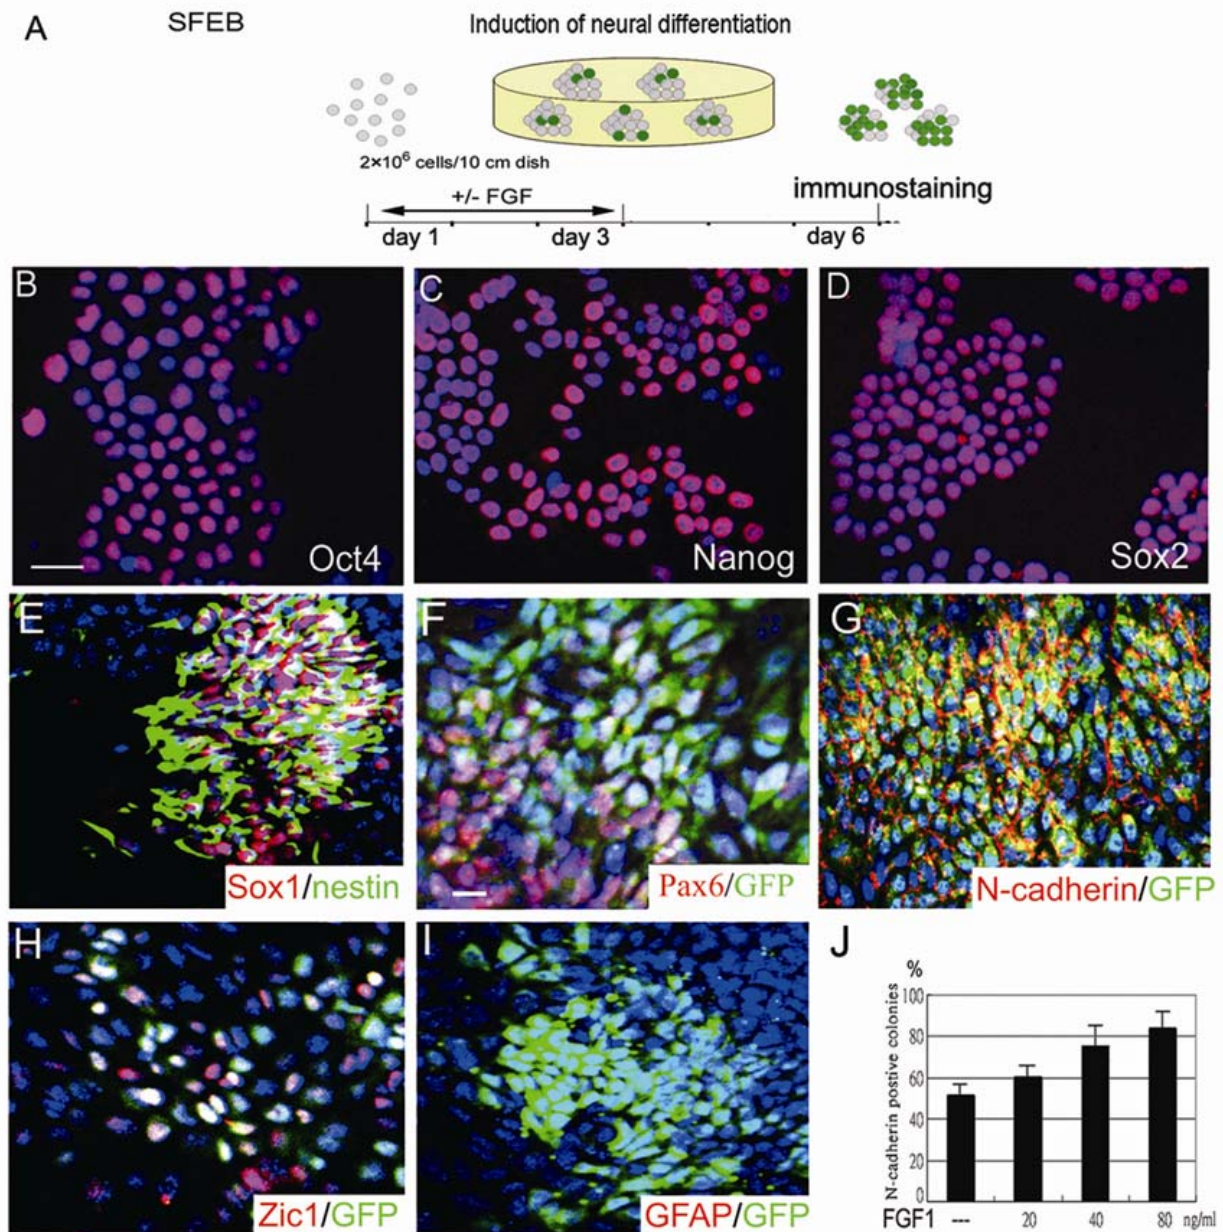 A
SFEB
Induction of neural differentiation
2×10⁶ cells/10 cm dish
immunostaining
+/- FGF
day 1
day 3
day 6
B
Oct4
C
Nanog
D
Sox2
E
Sox1/nestin
F
Pax6/GFP
G
N-cadherin/GFP
H
Zic1/GFP
I
GFAP/GFP
J
%
N-cadherin postive colonies
100
80
60
40
20
0
FGF1 --- 20 40 80 ng/ml